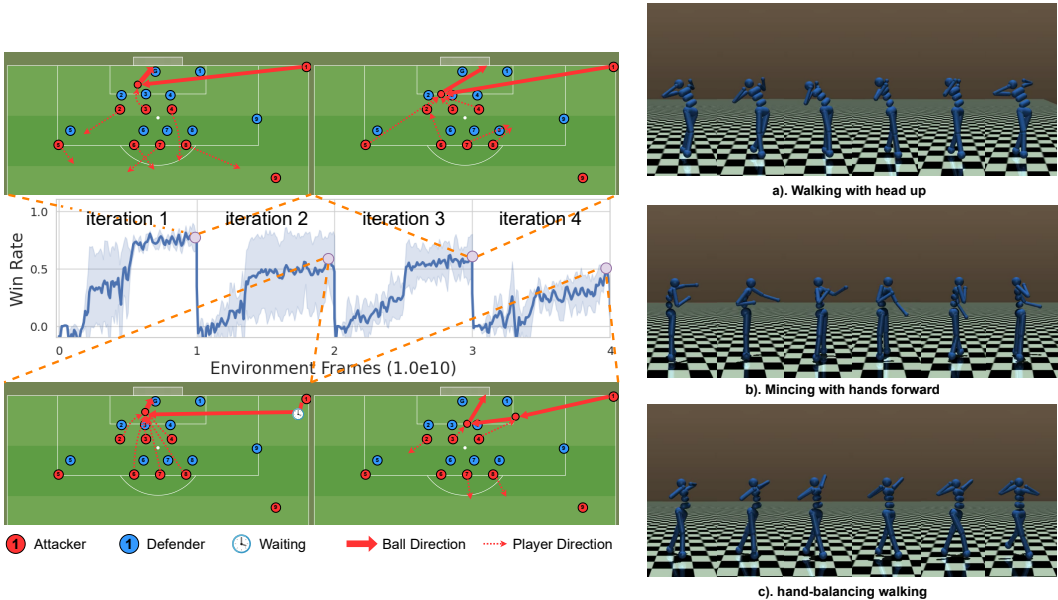 iteration 1 iteration 2 iteration 3 iteration 4
Win Rate
1.0
0.5
0.0
0 1 2 3 4
Environment Frames (1.0e10)
1 Attacker 1 Defender Waiting Ball Direction Player Direction
a). Walking with head up
b). Mincing with hands forward
c). hand-balancing walking